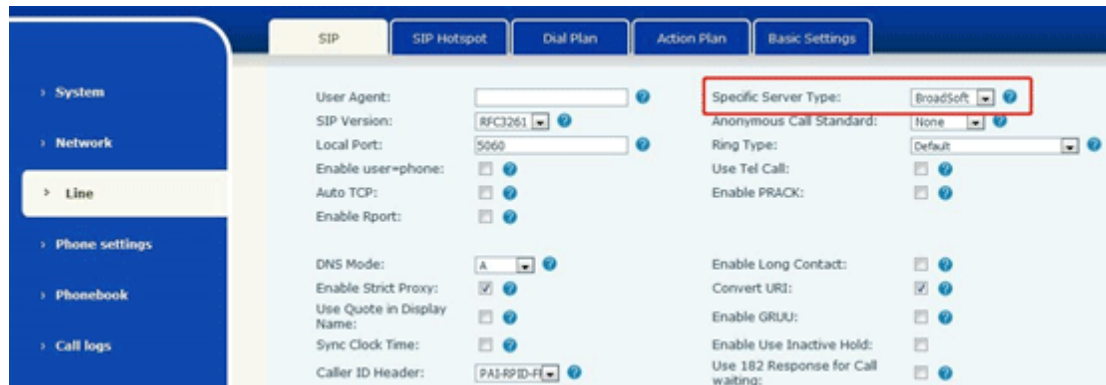 SIP
SIP Hotspot
Dial Plan
Action Plan
Basic Settings
› System
› Network
› Line
› Phone settings
› Phonebook
› Call logs
User Agent:
Specific Server Type: BroadSoft
SIP Version: RFC3261
Anonymous Call Standard: None
Local Port: 5060
Ring Type: Default
Enable user=phone:
Use Tel Call:
Auto TCP:
Enable PRACK:
Enable Rport:
DNS Mode: A
Enable Long Contact:
Enable Strict Proxy:
Convert URI:
Use Quote in Display
Name:
Enable GRUU:
Sync Clock Time:
Enable Use Inactive Hold:
Caller ID Header: PAI-RPID-F
Use 182 Response for Call
waiting: